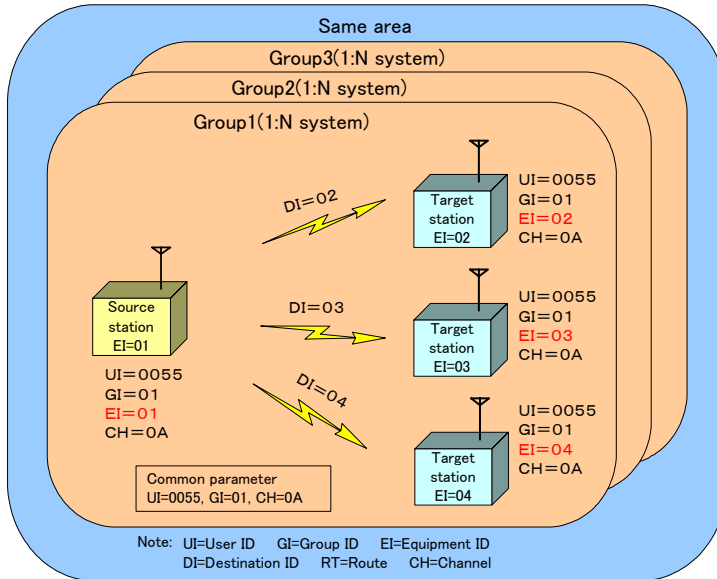 Same area
Group3(1:N system)
Group2(1:N system)
Group1(1:N system)
DI=02
Target
station
EI=02
UI=0055
GI=01
EI=02
CH=0A
Source
station
EI=01
UI=0055
GI=01
EI=01
CH=0A
DI=03
Target
station
EI=03
UI=0055
GI=01
EI=03
CH=0A
DI=04
Target
station
EI=04
UI=0055
GI=01
EI=04
CH=0A
Common parameter
UI=0055, GI=01, CH=0A
Note: UI=User ID GI=Group ID EI=Equipment ID
DI=Destination ID RT=Route CH=Channel